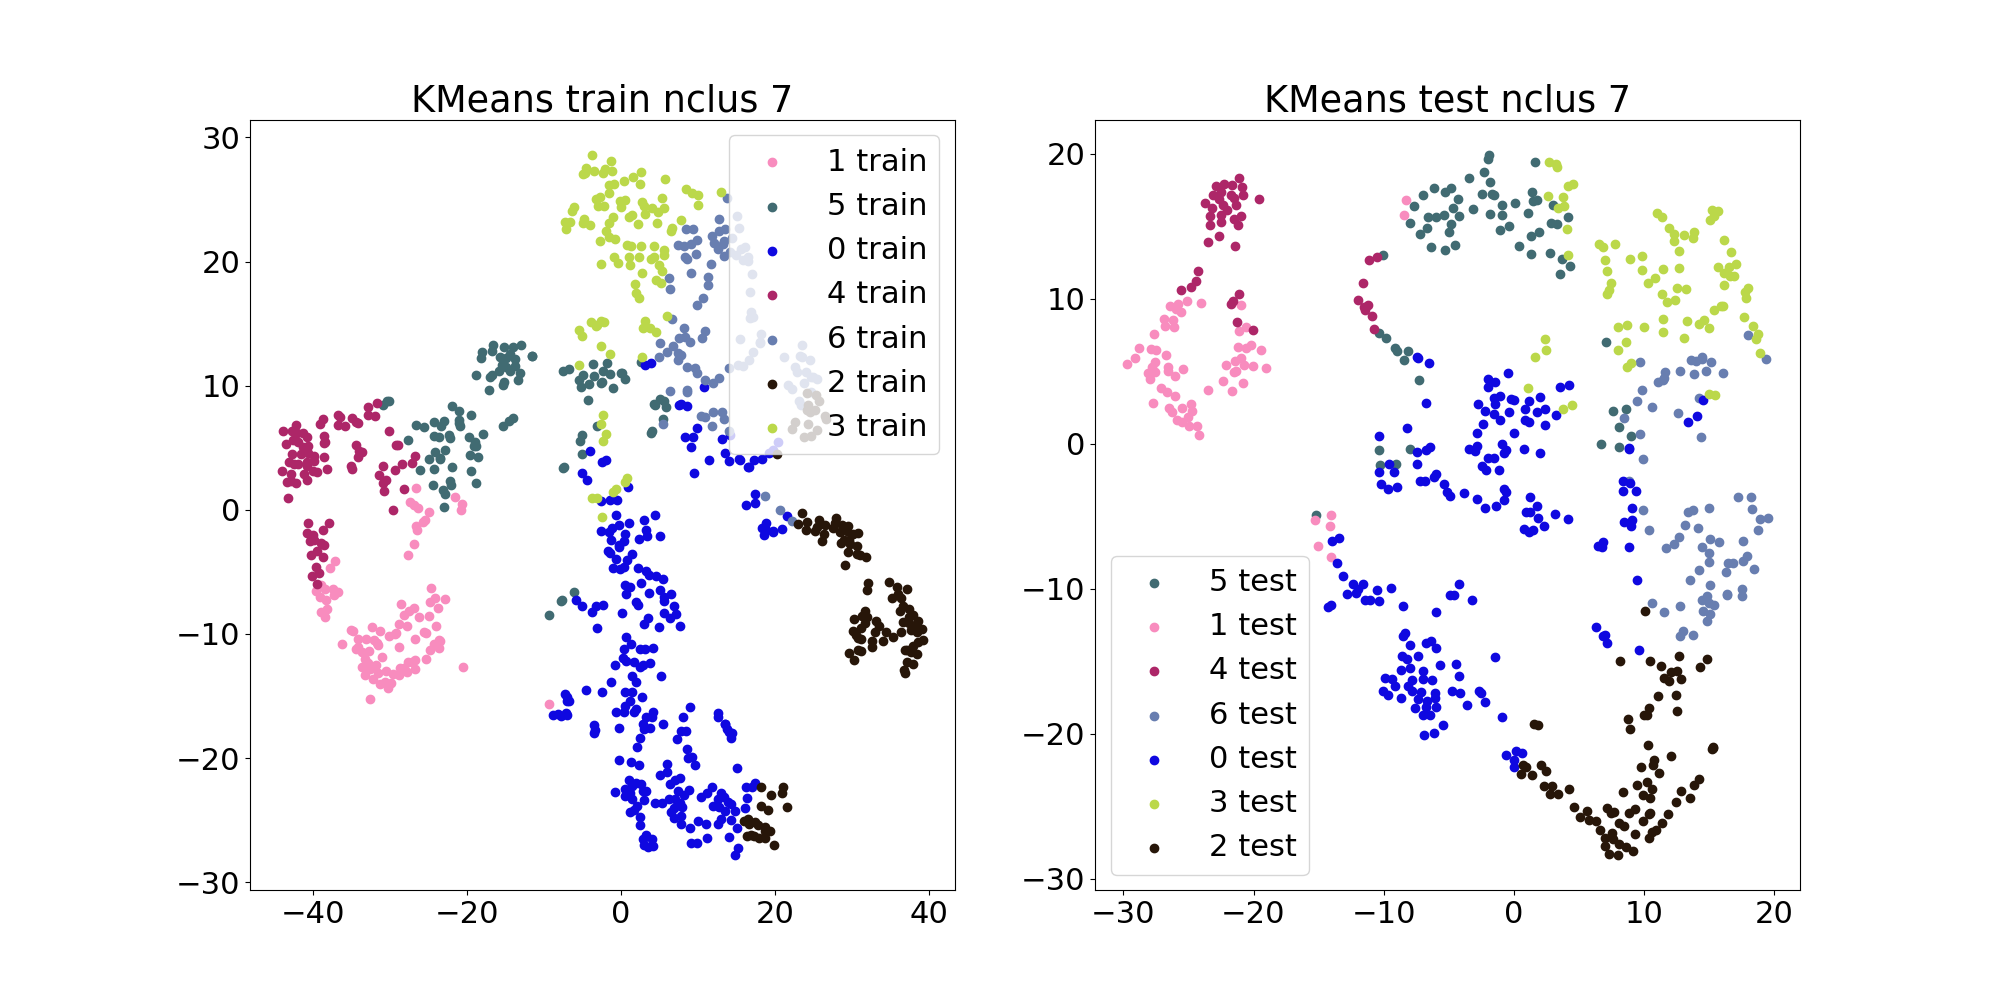 KMeans train nclus 7
30
20
10
0
−10
−20
−30
−40
−20
0
20
40
1 train
5 train
0 train
4 train
6 train
2 train
3 train
KMeans test nclus 7
20
10
0
−10
−20
−30
−30
−20
−10
0
10
20
5 test
1 test
4 test
6 test
0 test
3 test
2 test